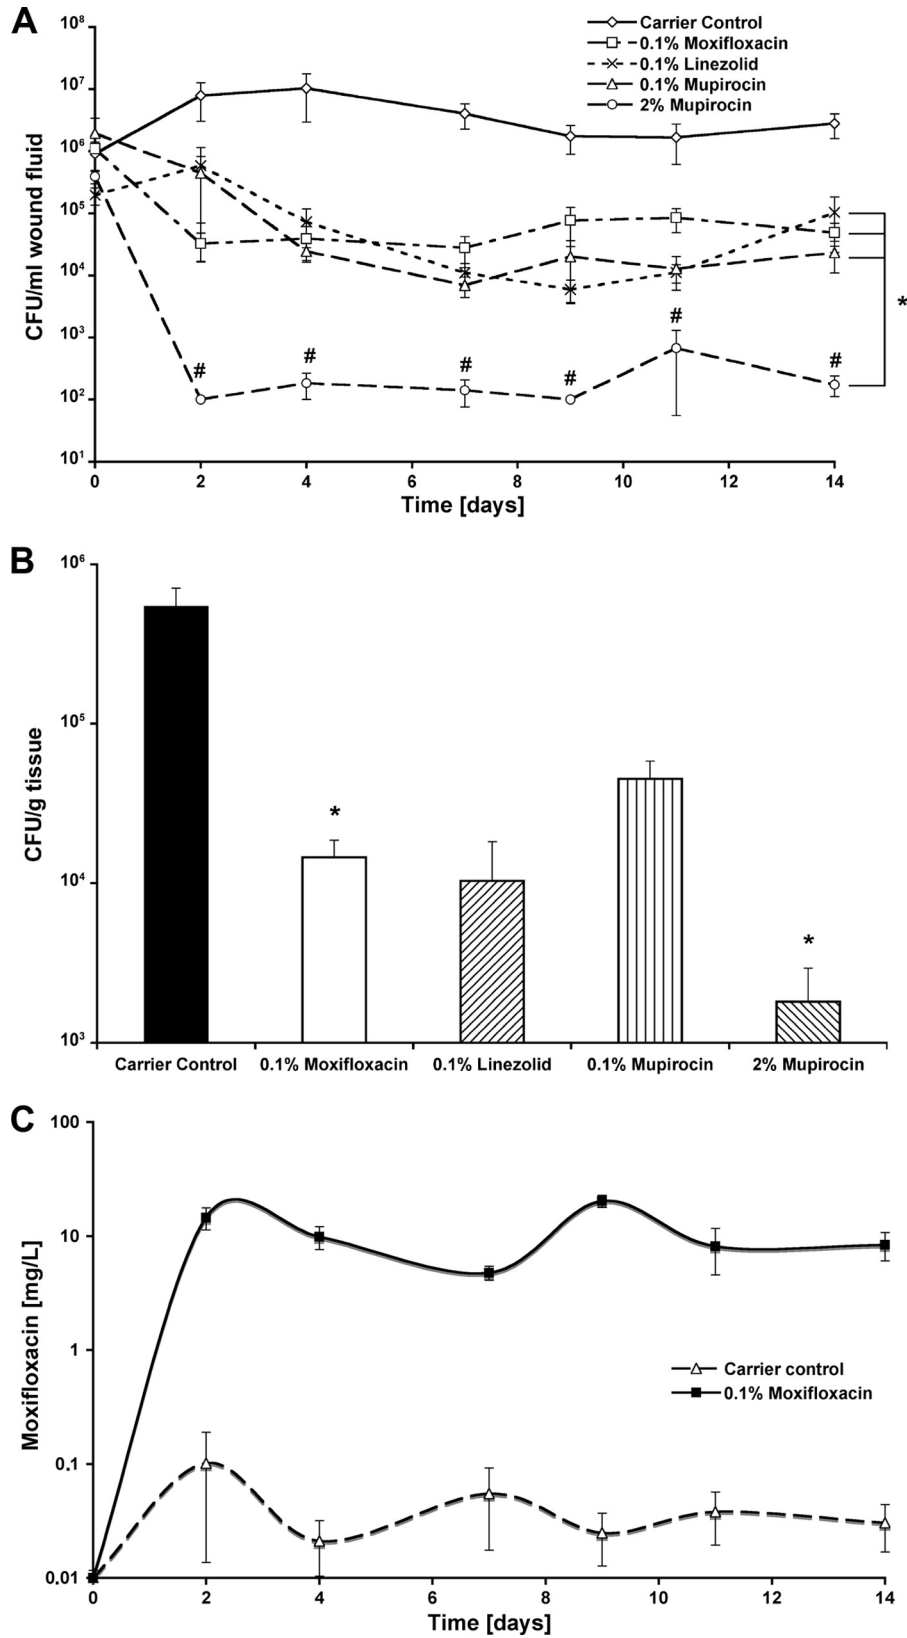 A
Carrier Control
0.1% Moxifloxacin
0.1% Linezolid
0.1% Mupirocin
2% Mupirocin
CFU/ml wound fluid
10⁸
10⁷
10⁶
10⁵
10⁴
10³
10²
10¹
# # # # # #
*
0 2 4 6 8 10 12 14
Time [days]
B
CFU/g tissue
10⁶
10⁵
10⁴
10³
* *
Carrier Control 0.1% Moxifloxacin 0.1% Linezolid 0.1% Mupirocin 2% Mupirocin
C
Moxifloxacin [mg/L]
100
10
1
0.1
0.01
Carrier control
0.1% Moxifloxacin
0 2 4 6 8 10 12 14
Time [days]